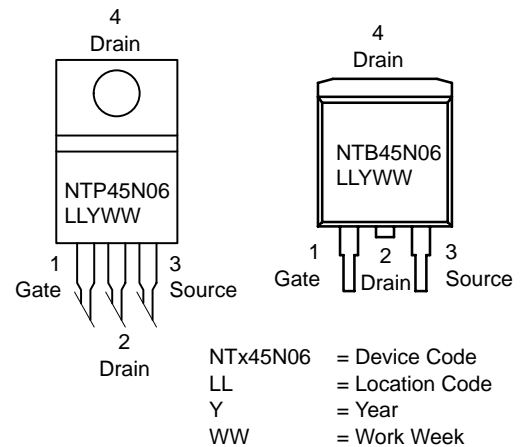 4
Drain
NTP45N06
LLYWW
1
Gate
3
Source
2
Drain
4
Drain
NTB45N06
LLYWW
1
Gate
2
Drain
3
Source
NTx45N06 = Device Code
LL = Location Code
Y = Year
WW = Work Week